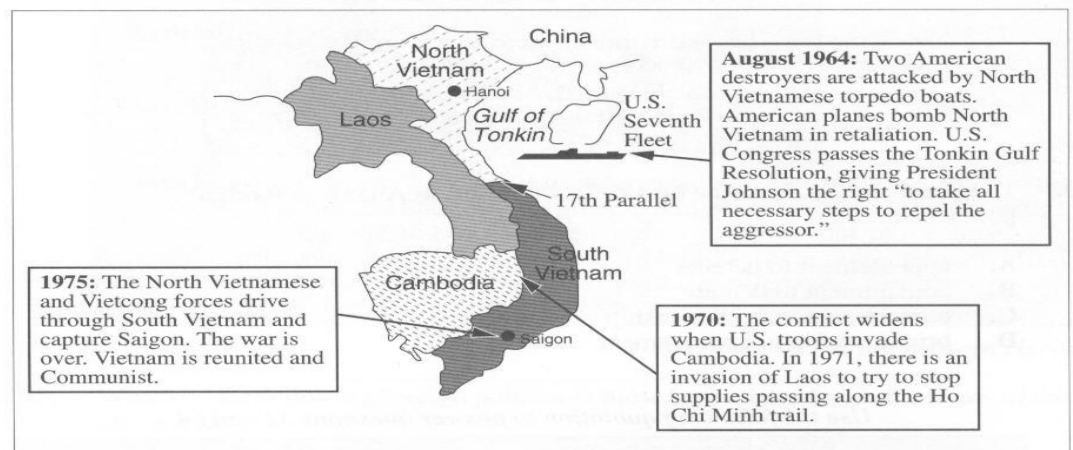 China
North
Vietnam
Hanoi
Laos
Gulf of
Tonkin
U.S.
Seventh
Fleet
August 1964: Two American
destroyers are attacked by North
Vietnamese torpedo boats.
American planes bomb North
Vietnam in retaliation. U.S.
Congress passes the Tonkin Gulf
Resolution, giving President
Johnson the right “to take all
necessary steps to repel the
aggressor.”
17th Parallel
South
Vietnam
Cambodia
Saigon
1975: The North Vietnamese
and Vietcong forces drive
through South Vietnam and
capture Saigon. The war is
over. Vietnam is reunited and
Communist.
1970: The conflict widens
when U.S. troops invade
Cambodia. In 1971, there is an
invasion of Laos to try to stop
supplies passing along the Ho
Chi Minh trail.